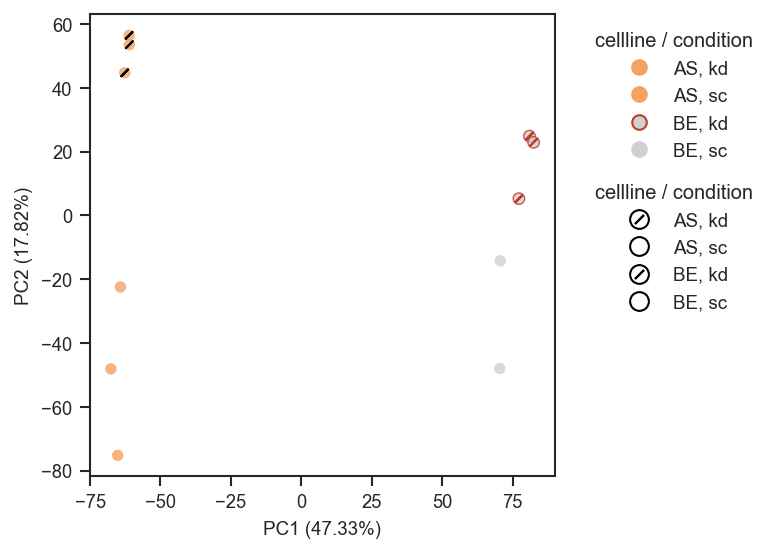 60
40
20
0
−20
−40
−60
−80
PC2 (17.82%)
−75
−50
−25
0
25
50
75
PC1 (47.33%)
cellline / condition
AS, kd
AS, sc
BE, kd
BE, sc
cellline / condition
AS, kd
AS, sc
BE, kd
BE, sc